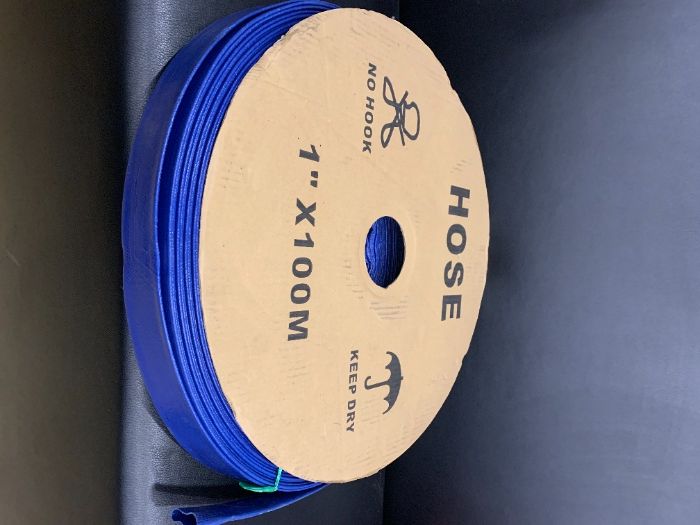 HOSE
NO HOOK
KEEP DRY
1" X100M